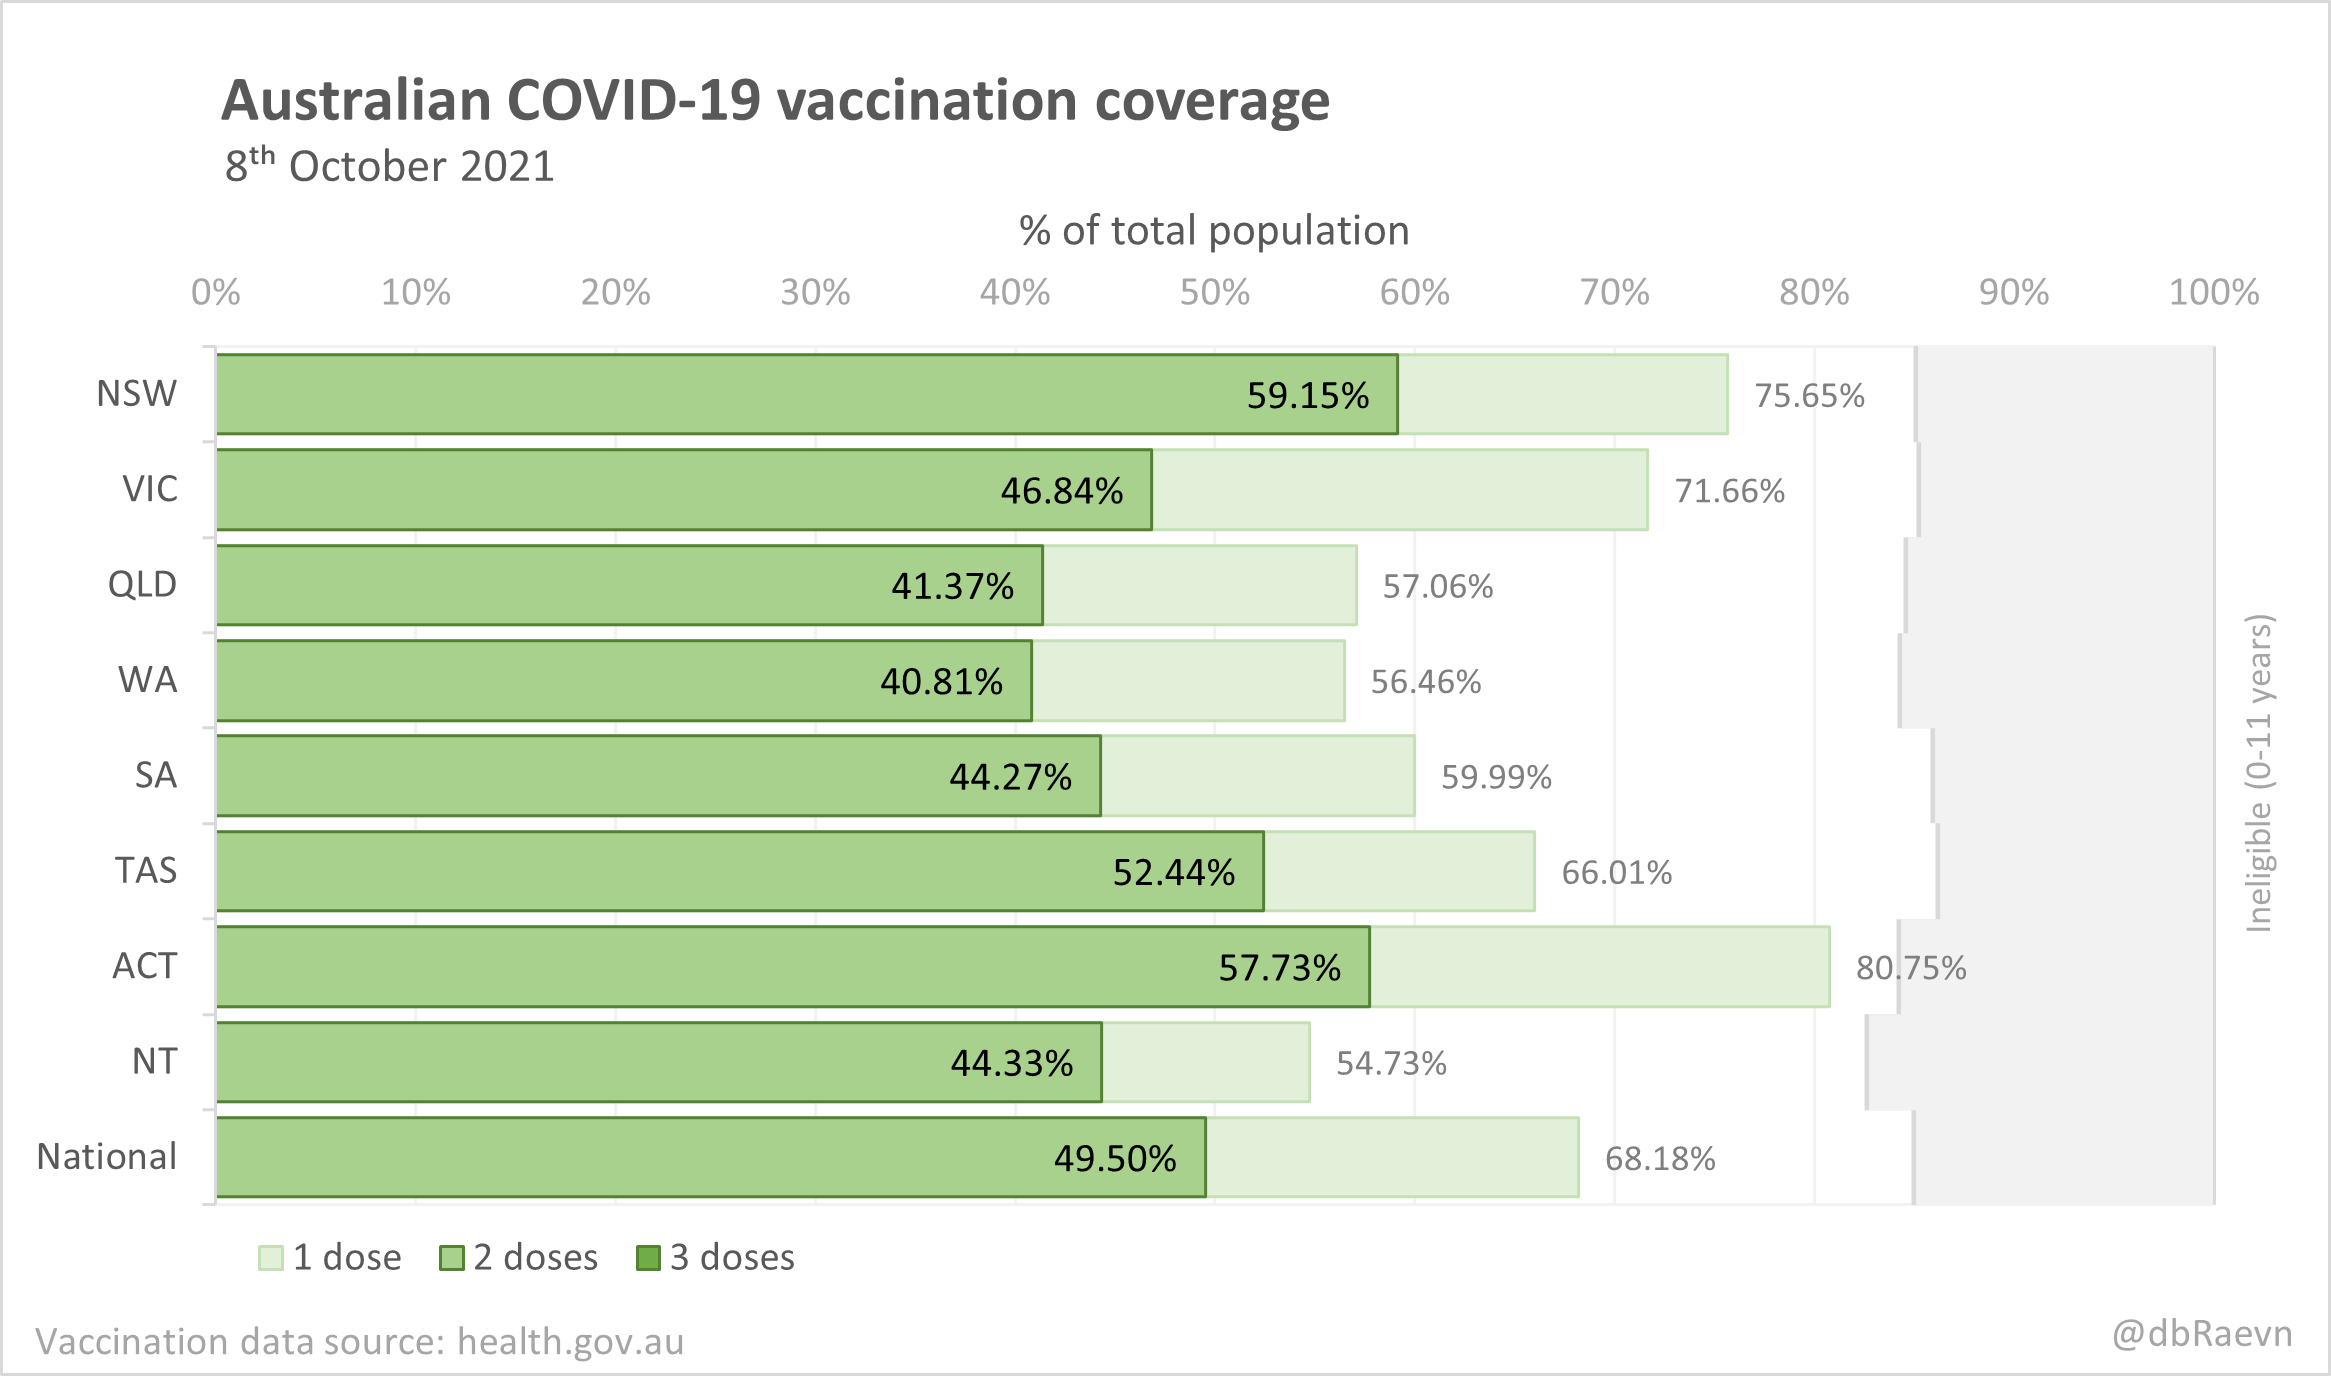 Australian COVID-19 vaccination coverage
8th October 2021
% of total population
0% 10% 20% 30% 40% 50% 60% 70% 80% 90% 100%
NSW 59.15% 75.65%
VIC 46.84% 71.66%
QLD 41.37% 57.06%
WA 40.81% 56.46%
SA 44.27% 59.99%
TAS 52.44% 66.01%
ACT 57.73% 80.75%
NT 44.33% 54.73%
National 49.50% 68.18%
Ineligible (0-11 years)
1 dose 2 doses 3 doses
Vaccination data source: health.gov.au
@dbRaevn